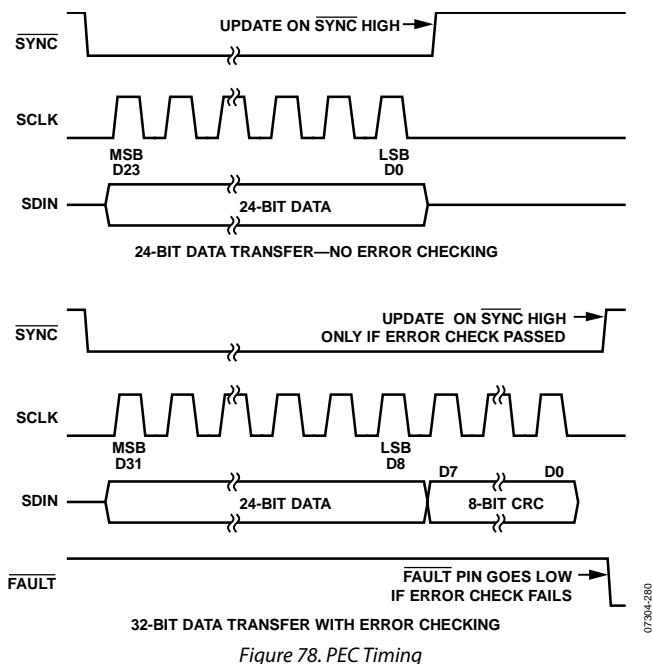 UPDATE ON SYNC HIGH
SYNC
SCLK
MSB
D23
LSB
D0
SDIN
24-BIT DATA
24-BIT DATA TRANSFER—NO ERROR CHECKING
UPDATE ON SYNC HIGH
ONLY IF ERROR CHECK PASSED
SYNC
SCLK
MSB
D31
LSB
D8
D7
D0
SDIN
24-BIT DATA
8-BIT CRC
FAULT
FAULT PIN GOES LOW
IF ERROR CHECK FAILS
32-BIT DATA TRANSFER WITH ERROR CHECKING
07304-280
Figure 78. PEC Timing